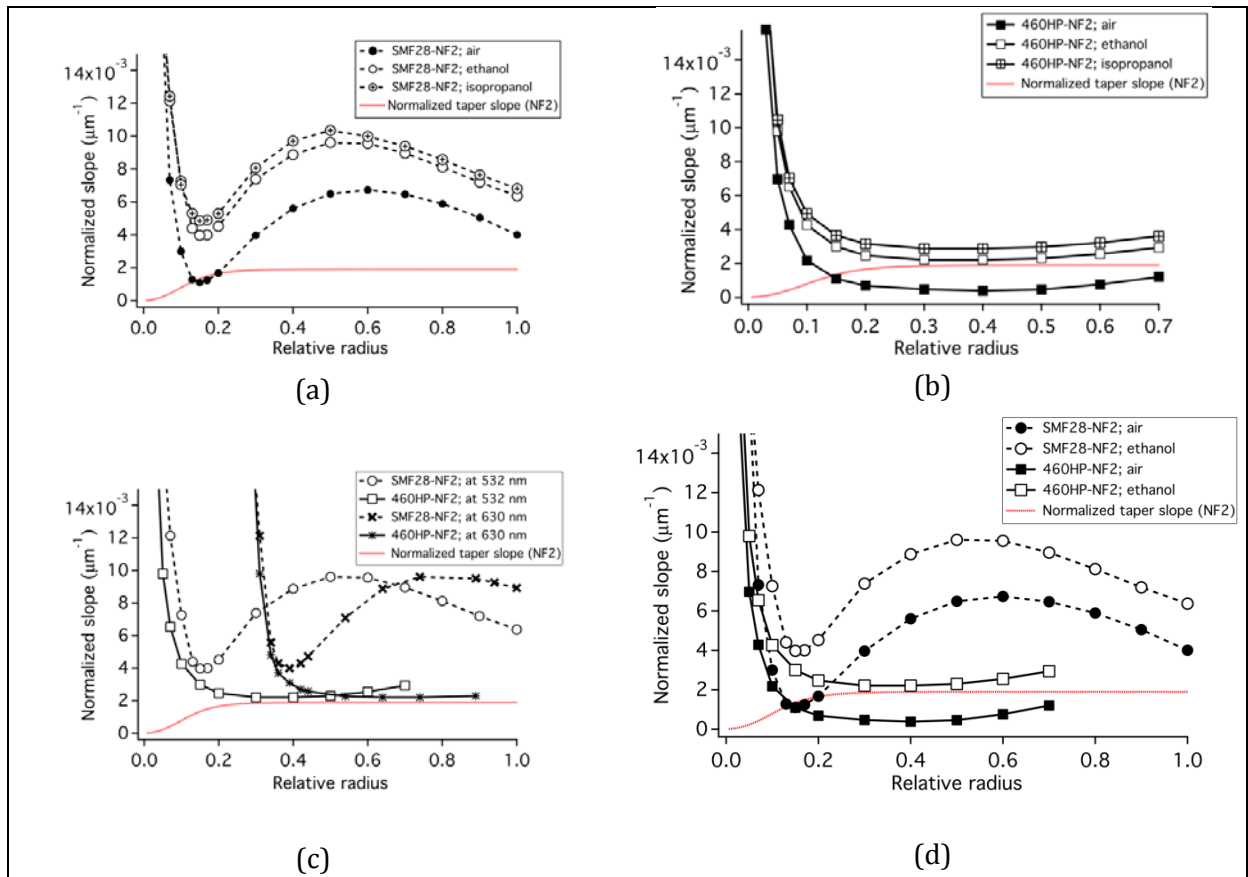 SMF28-NF2; air
SMF28-NF2; ethanol
SMF28-NF2; isopropanol
Normalized taper slope (NF2)
14x10⁻³
10
8
6
4
2
0
Normalized slope (μm⁻¹)
0.0 0.2 0.4 0.6 0.8 1.0
Relative radius
(a)
460HP-NF2; air
460HP-NF2; ethanol
460HP-NF2; isopropanol
Normalized taper slope (NF2)
14x10⁻³
12
10
8
6
4
2
0
Normalized slope (μm⁻¹)
0.0 0.1 0.2 0.3 0.4 0.5 0.6 0.7
Relative radius
(b)
SMF28-NF2; at 532 nm
460HP-NF2; at 532 nm
SMF28-NF2; at 630 nm
460HP-NF2; at 630 nm
Normalized taper slope (NF2)
14x10⁻³
12
10
8
6
4
2
0
Normalized slope (μm⁻¹)
0.0 0.2 0.4 0.6 0.8 1.0
Relative radius
(c)
SMF28-NF2; air
SMF28-NF2; ethanol
460HP-NF2; air
460HP-NF2; ethanol
Normalized taper slope (NF2)
14x10⁻³
12
10
8
6
4
2
0
Normalized slope (μm⁻¹)
0.0 0.2 0.4 0.6 0.8 1.0
Relative radius
(d)